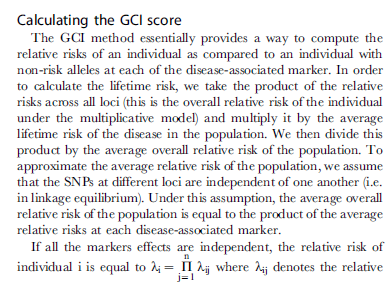 Calculating the GCI score
The GCI method essentially provides a way to compute the
relative risks of an individual as compared to an individual with
non-risk alleles at each of the disease-associated marker. In order
to calculate the lifetime risk, we take the product of the relative
risks across all loci (this is the overall relative risk of the individual
under the multiplicative model) and multiply it by the average
lifetime risk of the disease in the population. We then divide this
product by the average overall relative risk of the population. To
approximate the average relative risk of the population, we assume
that the SNPs at different loci are independent of one another (i.e.
in linkage equilibrium). Under this assumption, the average overall
relative risk of the population is equal to the product of the average
relative risks at each disease-associated marker.
If all the markers effects are independent, the relative risk of
individual i is equal to λi = Π(j=1 to n) λij where λij denotes the relative